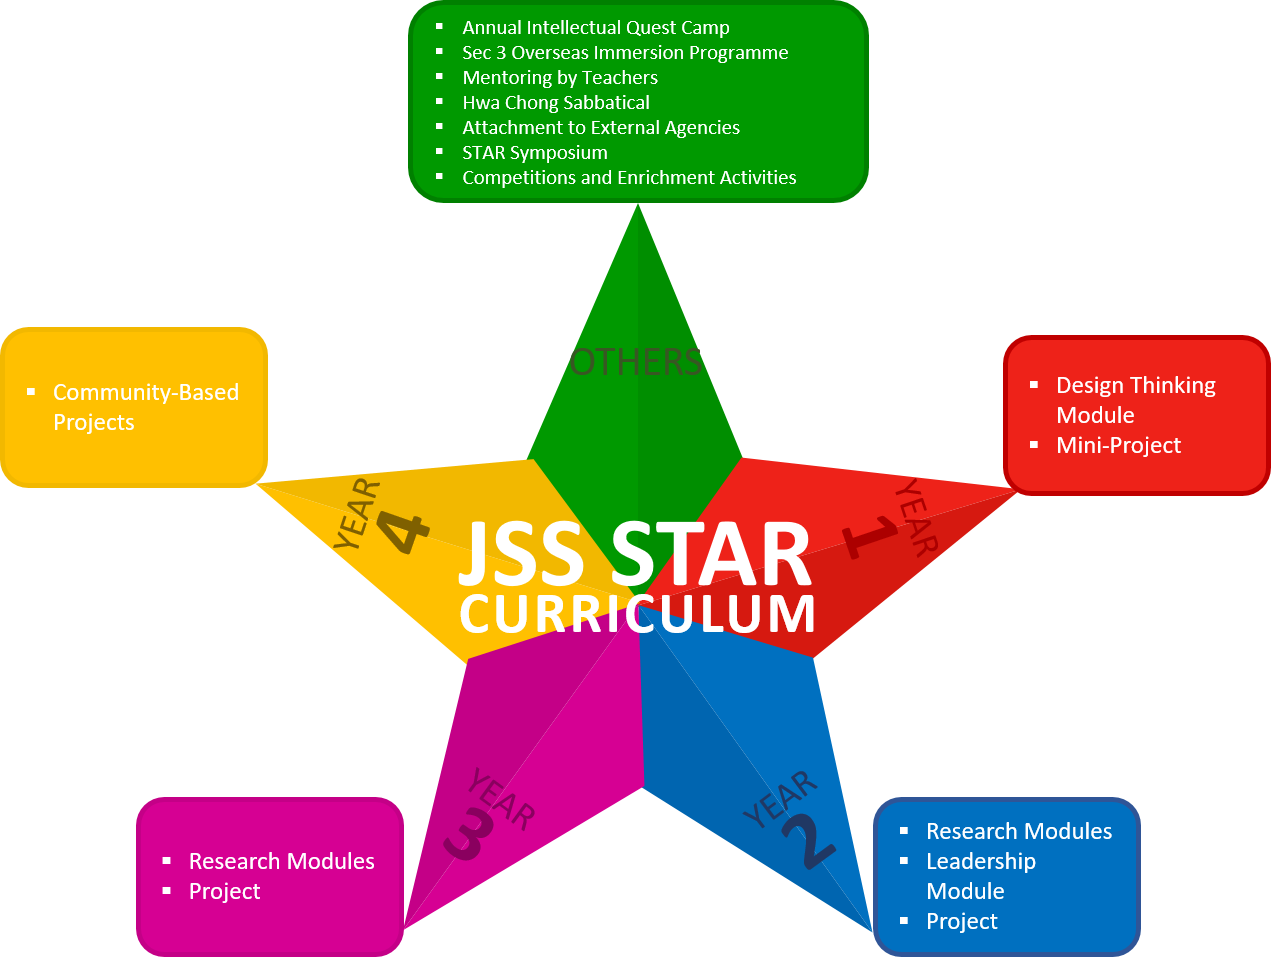 ▪ Annual Intellectual Quest Camp
▪ Sec 3 Overseas Immersion Programme
▪ Mentoring by Teachers
▪ Hwa Chong Sabbatical
▪ Attachment to External Agencies
▪ STAR Symposium
▪ Competitions and Enrichment Activities
OTHERS
▪ Community-Based
Projects
▪ Design Thinking
Module
▪ Mini-Project
YEAR
4
YEAR
1
JSS STAR
CURRICULUM
YEAR
3
YEAR
2
▪ Research Modules
▪ Project
▪ Research Modules
▪ Leadership
Module
▪ Project